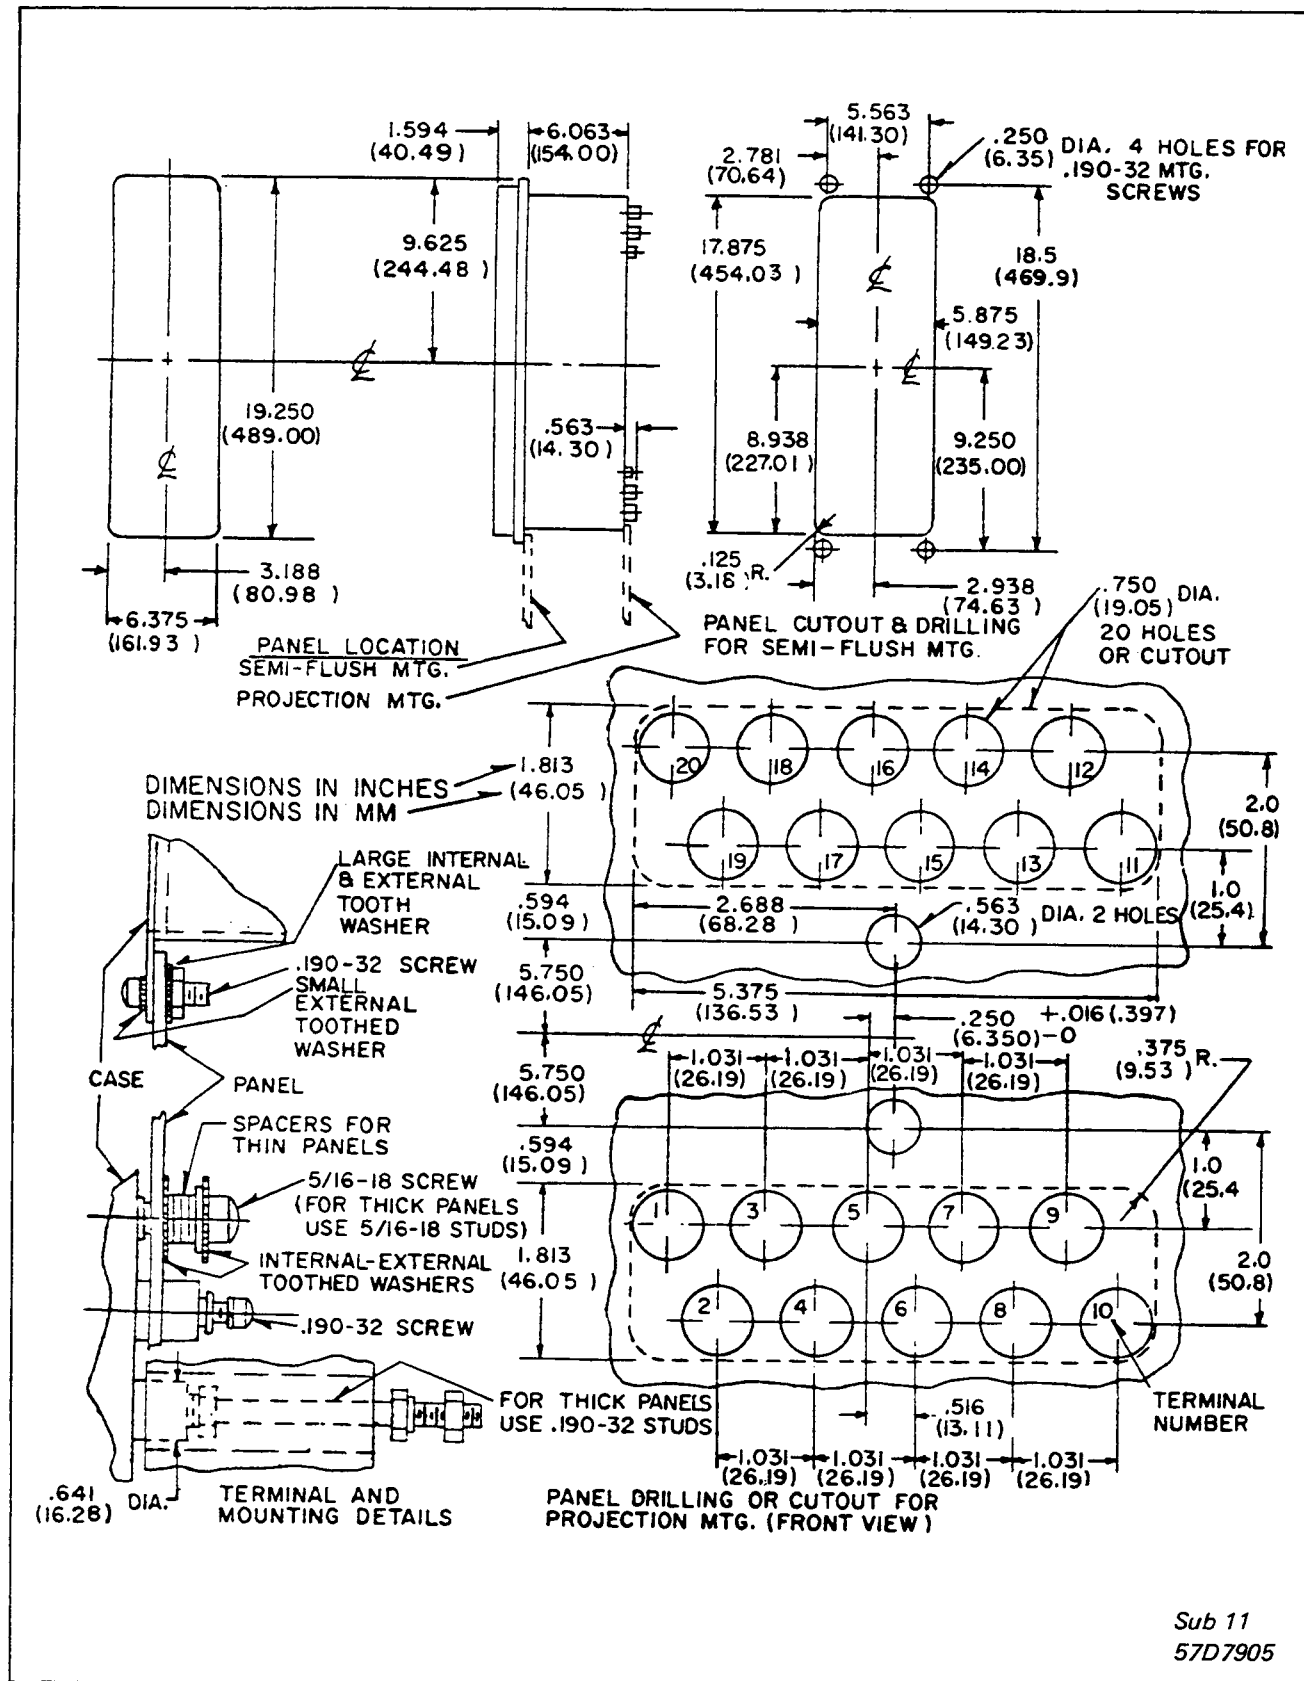 1.594
(40.49)
6.063
(154.00)
5.563
(141.30)
2.781
(70.64)
.250
(6.35)
DIA. 4 HOLES FOR
.190-32 MTG.
SCREWS
9.625
(244.48)
17.875
(454.03)
18.5
(469.9)
5.875
(149.23)
19.250
(489.00)
.563
(14.30)
8.938
(227.01)
9.250
(235.00)
3.188
(80.98)
6.375
(161.93)
.125
(3.18) R.
2.938
(74.63)
.750
(19.05) DIA.
20 HOLES
OR CUTOUT
PANEL LOCATION
SEMI-FLUSH MTG.
PROJECTION MTG.
PANEL CUTOUT & DRILLING
FOR SEMI-FLUSH MTG.
DIMENSIONS IN INCHES
DIMENSIONS IN MM
1.813
(46.05)
20 18 16 14 12
19 17 15 13 11
2.0
(50.8)
1.0
(25.4)
.594
(15.09)
2.688
(68.28)
.563
(14.30)
DIA. 2 HOLES
5.750
(146.05)
5.375
(136.53)
.250
(6.350)
+.016 (.397)
-0
LARGE INTERNAL
& EXTERNAL
TOOTH
WASHER
.190-32 SCREW
SMALL
EXTERNAL
TOOTHED
WASHER
CASE
PANEL
5.750
(146.05)
1.031
(26.19)
1.031
(26.19)
1.031
(26.19)
1.031
(26.19)
.375
(9.53) R.
.594
(15.09)
1.0
(25.4
SPACERS FOR
THIN PANELS
5/16-18 SCREW
(FOR THICK PANELS
USE 5/16-18 STUDS)
INTERNAL-EXTERNAL
TOOTHED WASHERS
.190-32 SCREW
1.813
(46.05)
1 3 5 7 9
2 4 6 8 10
2.0
(50.8)
FOR THICK PANELS
USE .190-32 STUDS
.516
(13.11)
TERMINAL
NUMBER
1.031
(26.19)
1.031
(26.19)
1.031
(26.19)
1.031
(26.19)
.641
(16.28) DIA.
TERMINAL AND
MOUNTING DETAILS
PANEL DRILLING OR CUTOUT FOR
PROJECTION MTG. (FRONT VIEW)
Sub 11
57D7905